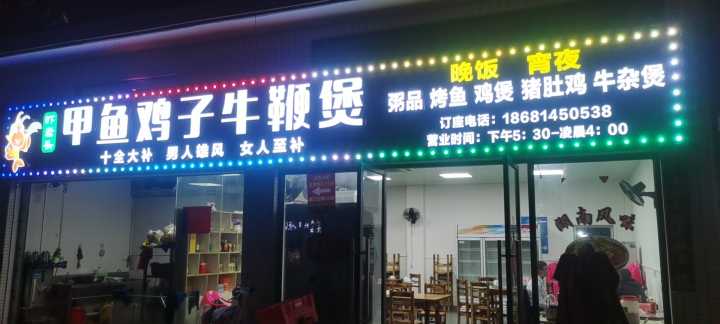 甲鱼鸡子牛鞭煲
十全大补 男人雄风 女人至补
晚饭 宵夜
粥品 烤鱼 鸡煲 猪肚鸡 牛杂煲
订座电话：18681450538
营业时间：下午5：30-凌晨4：00
湖南风味